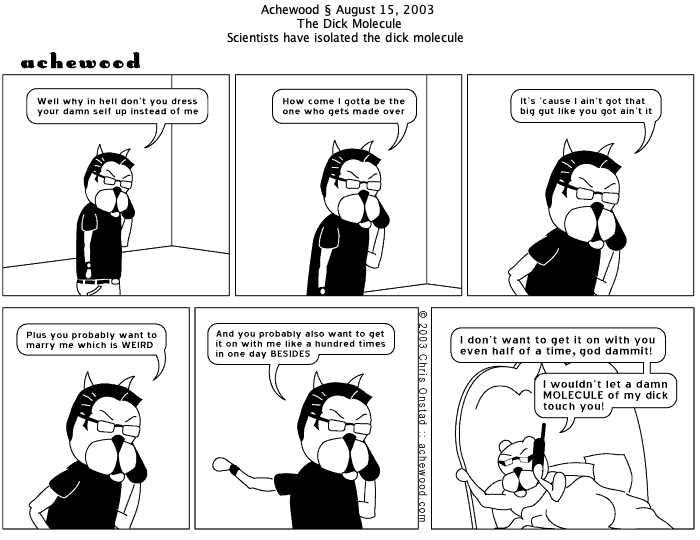 Achewood § August 15, 2003
The Dick Molecule
Scientists have isolated the dick molecule
achewood
Well why in hell don't you dress
your damn self up instead of me
How come I gotta be the
one who gets made over
It's 'cause I ain't got that
big gut like you got ain't it
Plus you probably want to
marry me which is WEIRD
And you probably also want to get
it on with me like a hundred times
in one day BESIDES
© 2003 Chris Onstad :: achewood.com
I don't want to get it on with you
even half of a time, god dammit!
I wouldn't let a damn
MOLECULE of my dick
touch you!